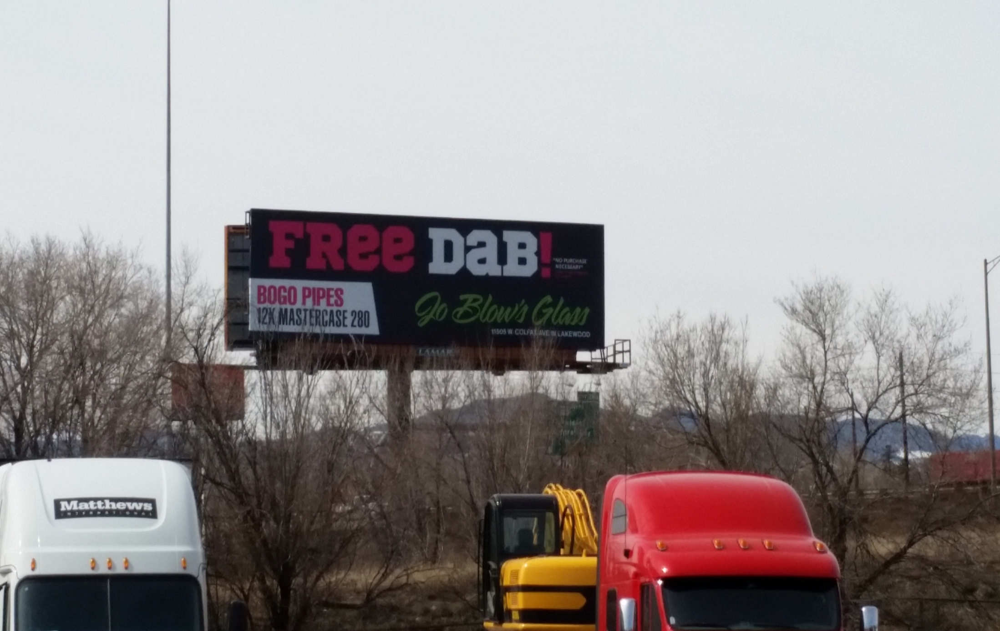 FRee DaB!
"NO PURCHASE
NECESSARY"
BOGO PIPES
12K MASTERCASE 280
Jo Blow's Glass
11505 W. COLFAX AVE IN LAKEWOOD
LAMAR
Matthews
INTERNATIONAL